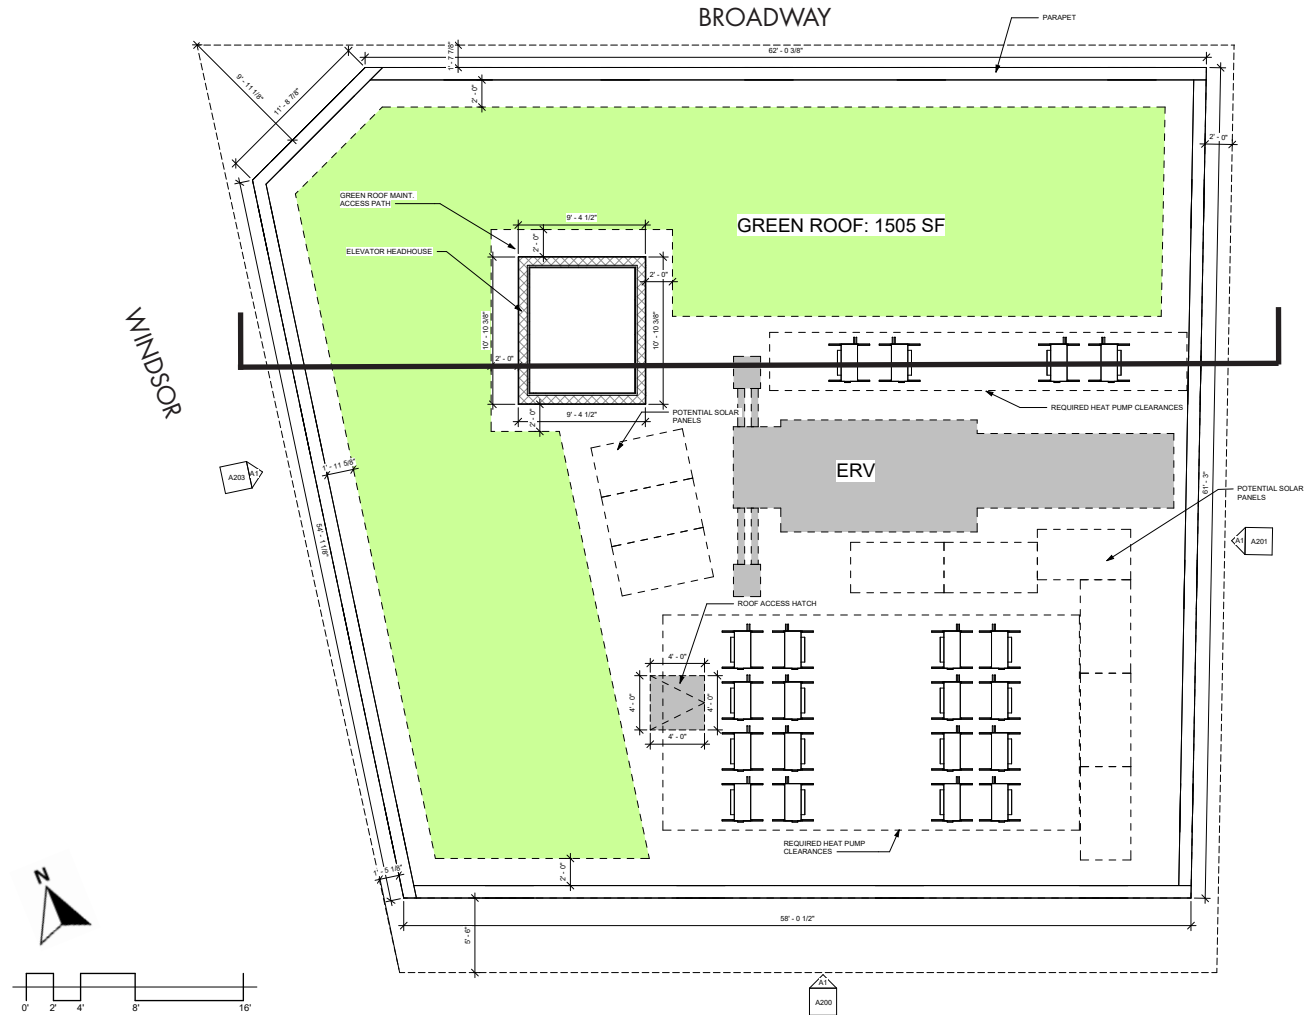 BROADWAY
PARAPET
62' - 0 3/8"
1' - 7 7/8"
9' - 11 1/8"
11' - 8 7/8"
2' - 0"
2' - 0"
GREEN ROOF MAINT.
ACCESS PATH
9' - 4 1/2"
GREEN ROOF: 1505 SF
2' - 0"
ELEVATOR HEADHOUSE
2' - 0"
WINDSOR
10' - 10 3/8"
10' - 10 3/8"
2' - 0"
REQUIRED HEAT PUMP CLEARANCES
9' - 4 1/2"
2' - 0"
POTENTIAL SOLAR
PANELS
1' - 11 5/8"
A203
A1
ERV
61' - 3"
POTENTIAL SOLAR
PANELS
54' - 1 1/8"
A1
A201
ROOF ACCESS HATCH
4' - 0"
4' - 0"
4' - 0"
4' - 0"
REQUIRED HEAT PUMP
CLEARANCES
1' - 5 1/8"
2' - 0"
N
58' - 0 1/2"
5' - 6"
A1
A200
0'
2'
4'
8'
16'